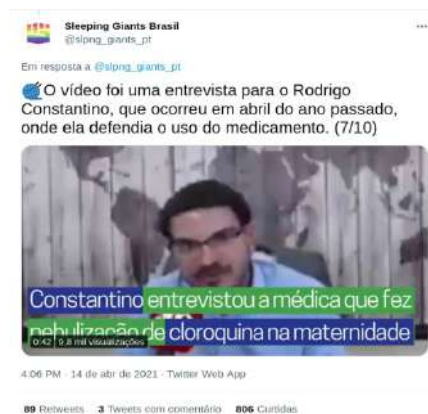 Sleeping Giants Brasil
@slpng_giants_pt
Em resposta a @slpng_giants_pt
O vídeo foi uma entrevista para o Rodrigo
Constantino, que ocorreu em abril do ano passado,
onde ela defendia o uso do medicamento. (7/10)
Constantino entrevistou a médica que fez
nebulização de cloroquina na maternidade
0:42 9,8 mil visualizações
4:06 PM · 14 de abr de 2021 · Twitter Web App
89 Retweets 3 Tweets com comentário 806 Curtidas